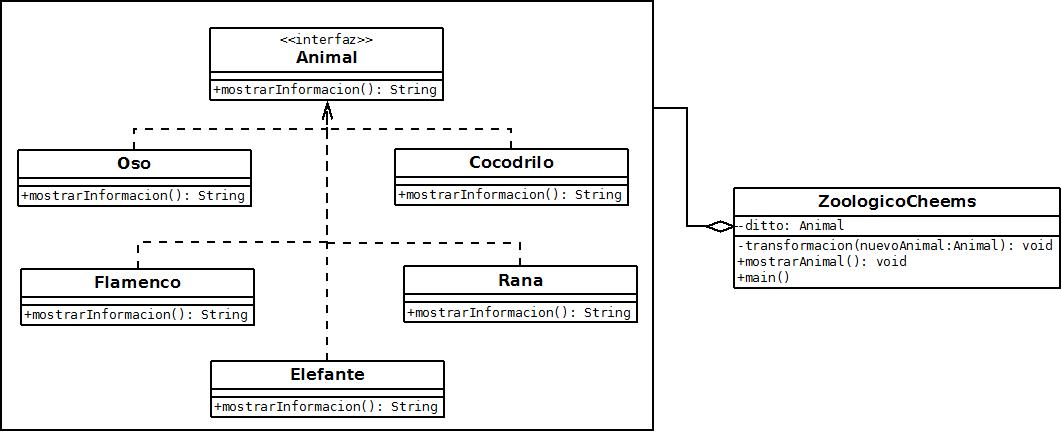 <<interfaz>>
Animal
+mostrarInformacion(): String
Oso
+mostrarInformacion(): String
Cocodrilo
+mostrarInformacion(): String
Flamenco
+mostrarInformacion(): String
Rana
+mostrarInformacion(): String
Elefante
+mostrarInformacion(): String
ZoologicoCheems
-ditto: Animal
-transformacion(nuevoAnimal:Animal): void
+mostrarAnimal(): void
+main()